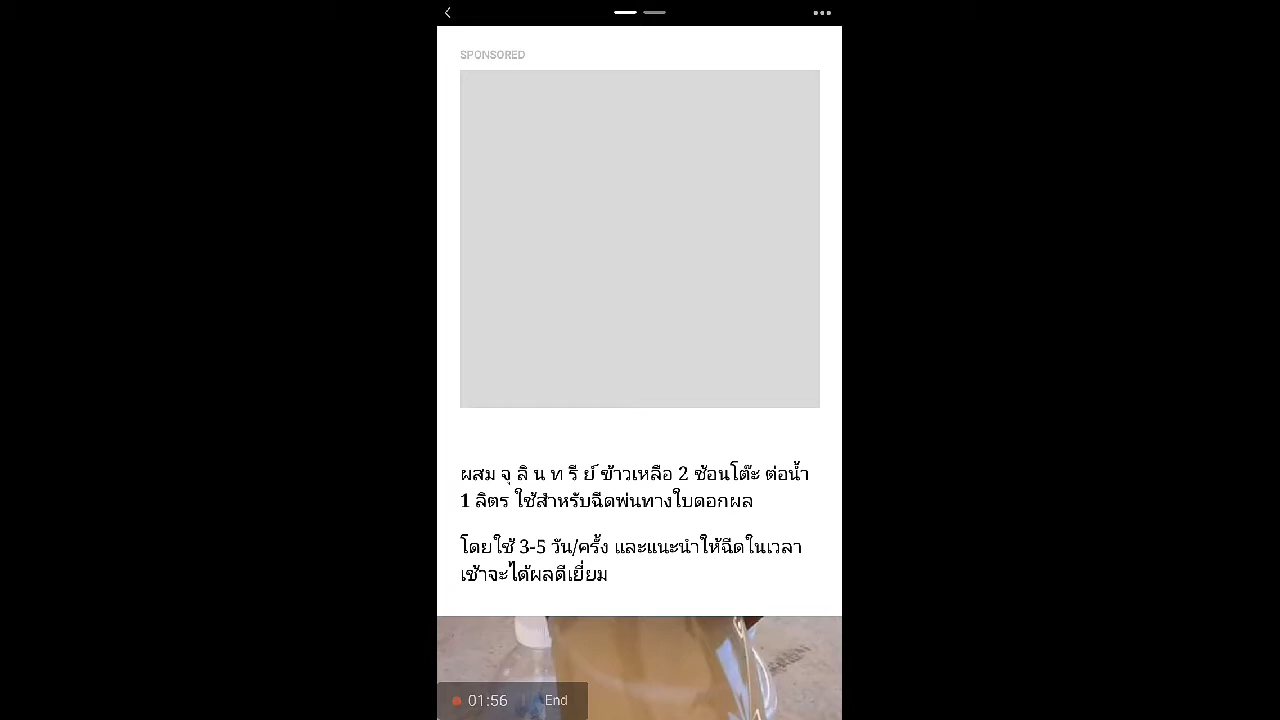 SPONSORED
ผสม จุ ลิ น ท รี ย์ ข้าวเหลือ 2 ช้อนโต๊ะ ต่อน้ำ
1 ลิตร ใช้สำหรับฉีดพ่นทางใบดอกผล
โดยใช้ 3-5 วัน/ครั้ง และแนะนำให้ฉีดในเวลา
เช้าจะได้ผลดีเยี่ยม
01:56 | End